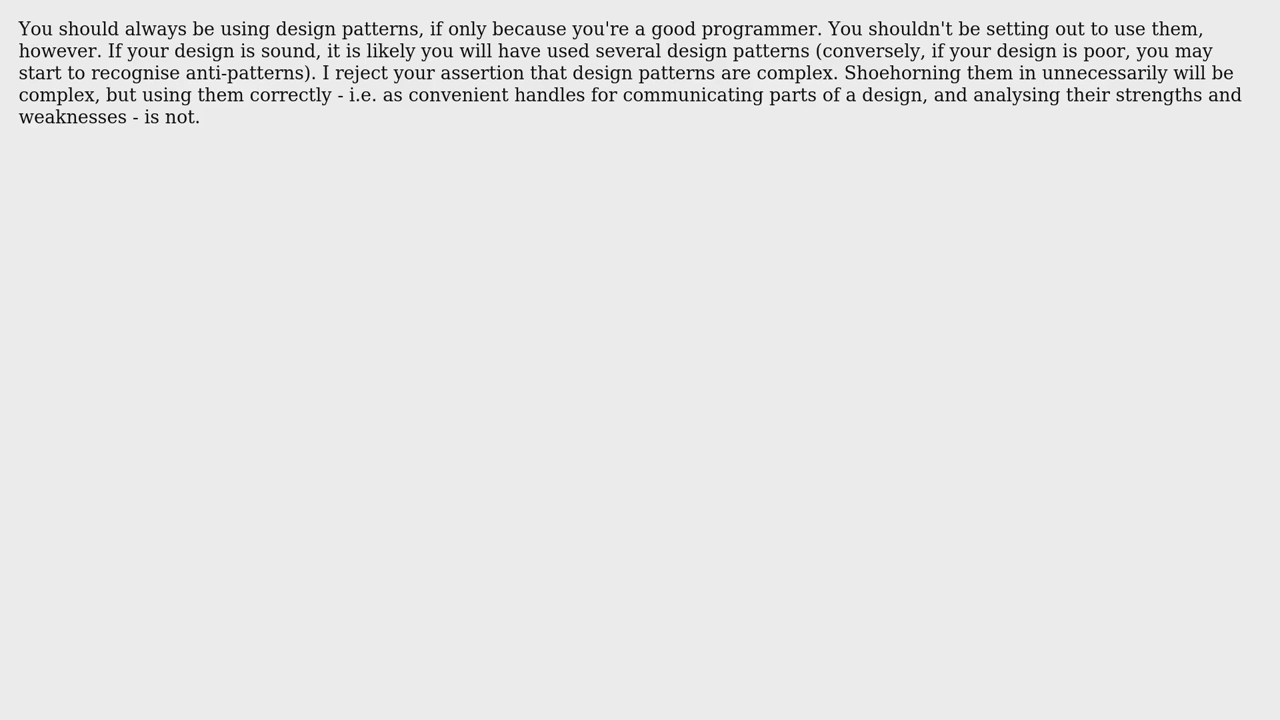 You should always be using design patterns, if only because you're a good programmer. You shouldn't be setting out to use them,
however. If your design is sound, it is likely you will have used several design patterns (conversely, if your design is poor, you may
start to recognise anti-patterns). I reject your assertion that design patterns are complex. Shoehorning them in unnecessarily will be
complex, but using them correctly - i.e. as convenient handles for communicating parts of a design, and analysing their strengths and
weaknesses - is not.